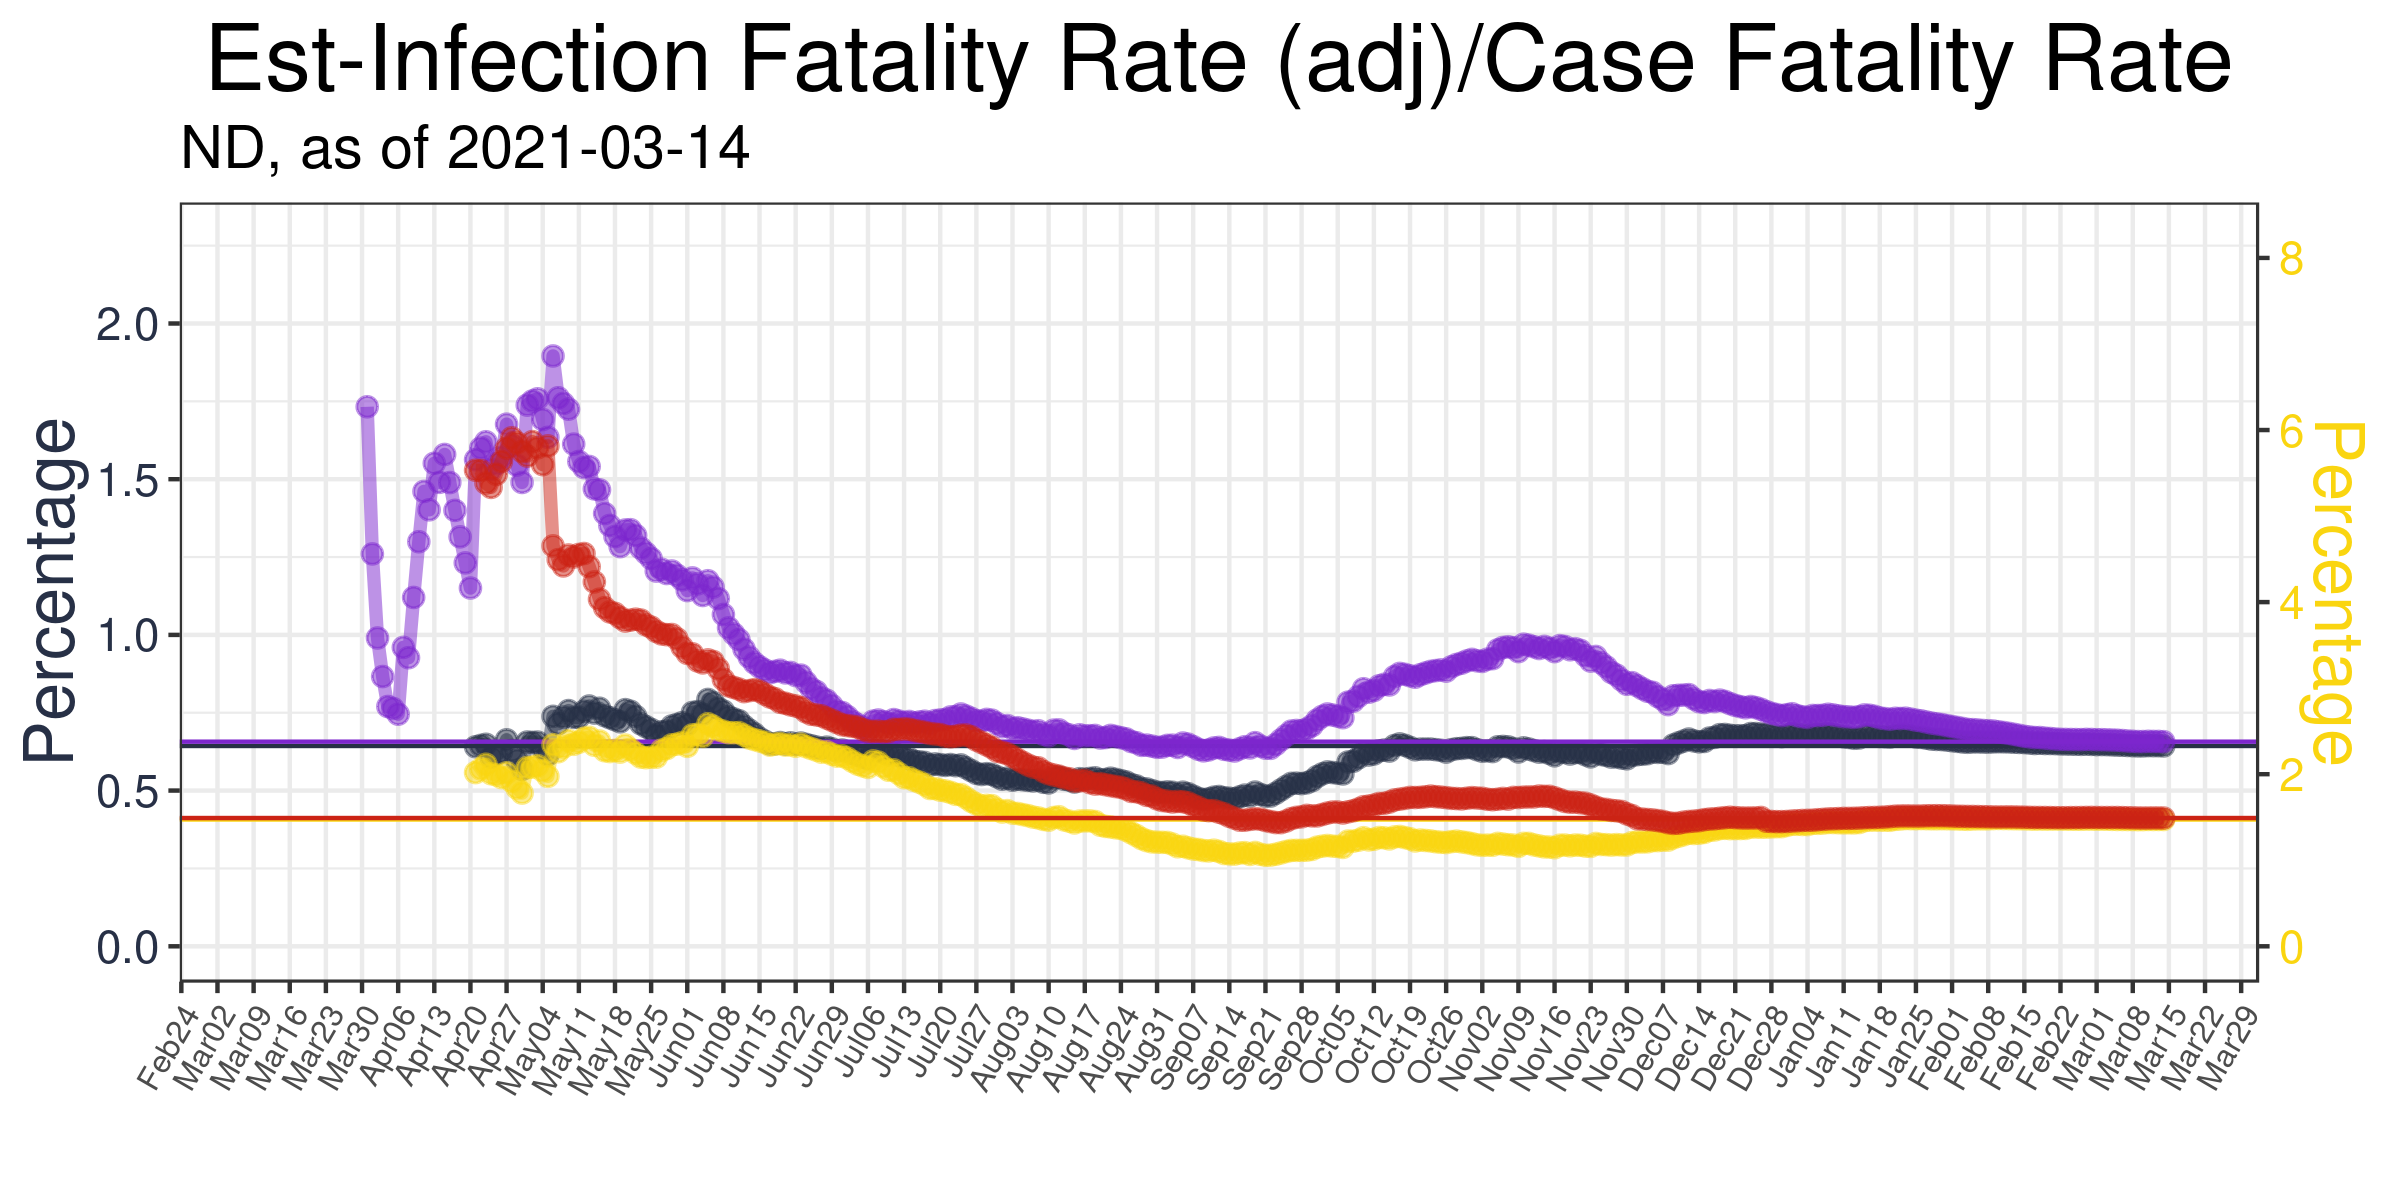 Est-Infection Fatality Rate (adj)/Case Fatality Rate
ND, as of 2021-03-14
Percentage
2.0
1.5
1.0
0.5
0.0
8
6
4
2
0
Percentage
Feb24
Mar02
Mar09
Mar16
Mar23
Mar30
Apr06
Apr13
Apr20
Apr27
May04
May11
May18
May25
Jun01
Jun08
Jun15
Jun22
Jun29
Jul06
Jul13
Jul20
Jul27
Aug03
Aug10
Aug17
Aug24
Aug31
Sep07
Sep14
Sep21
Sep28
Oct05
Oct12
Oct19
Oct26
Nov02
Nov09
Nov16
Nov23
Nov30
Dec07
Dec14
Dec21
Dec28
Jan04
Jan11
Jan18
Jan25
Feb01
Feb08
Feb15
Feb22
Mar01
Mar08
Mar15
Mar22
Mar29